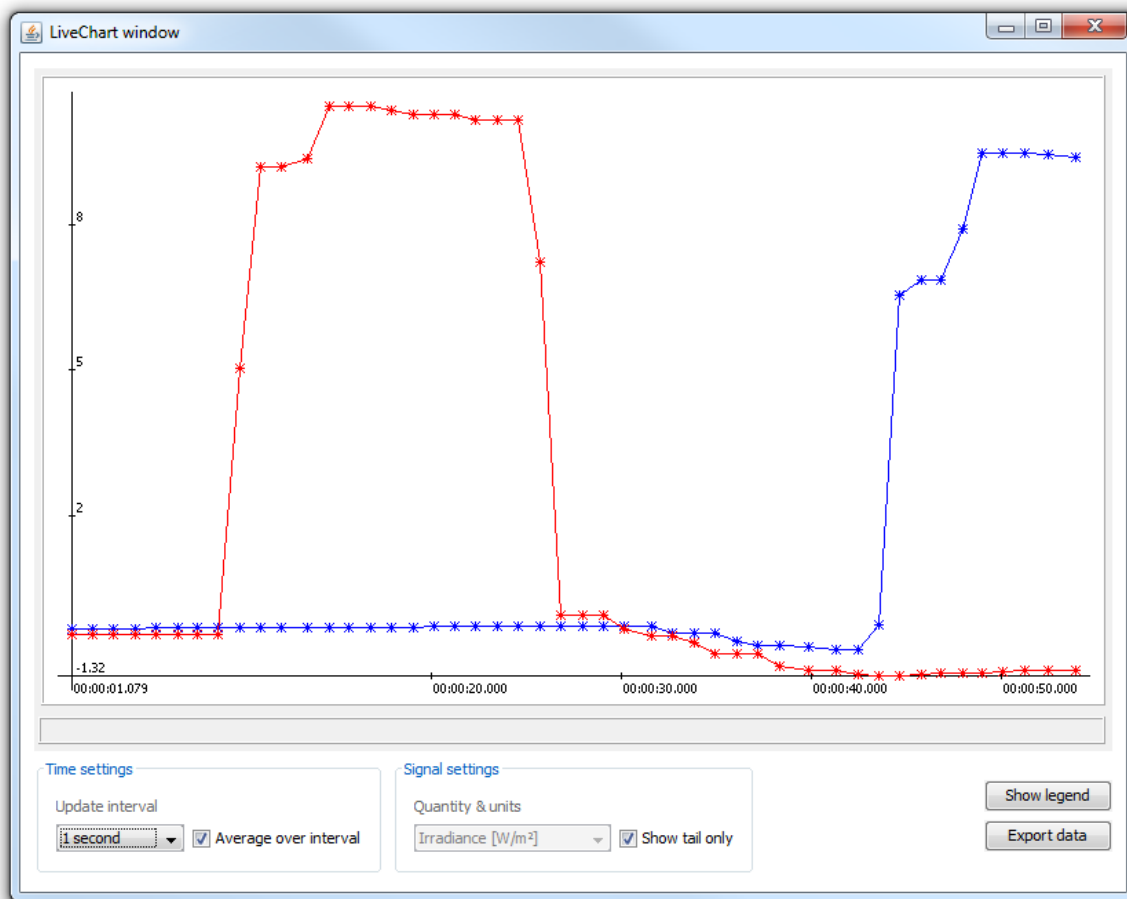 LiveChart window
8
5
2
-1.32
00:00:01.079
00:00:20.000
00:00:30.000
00:00:40.000
00:00:50.000
Time settings
Update interval
1 second
Average over interval
Signal settings
Quantity & units
Irradiance [W/m²]
Show tail only
Show legend
Export data